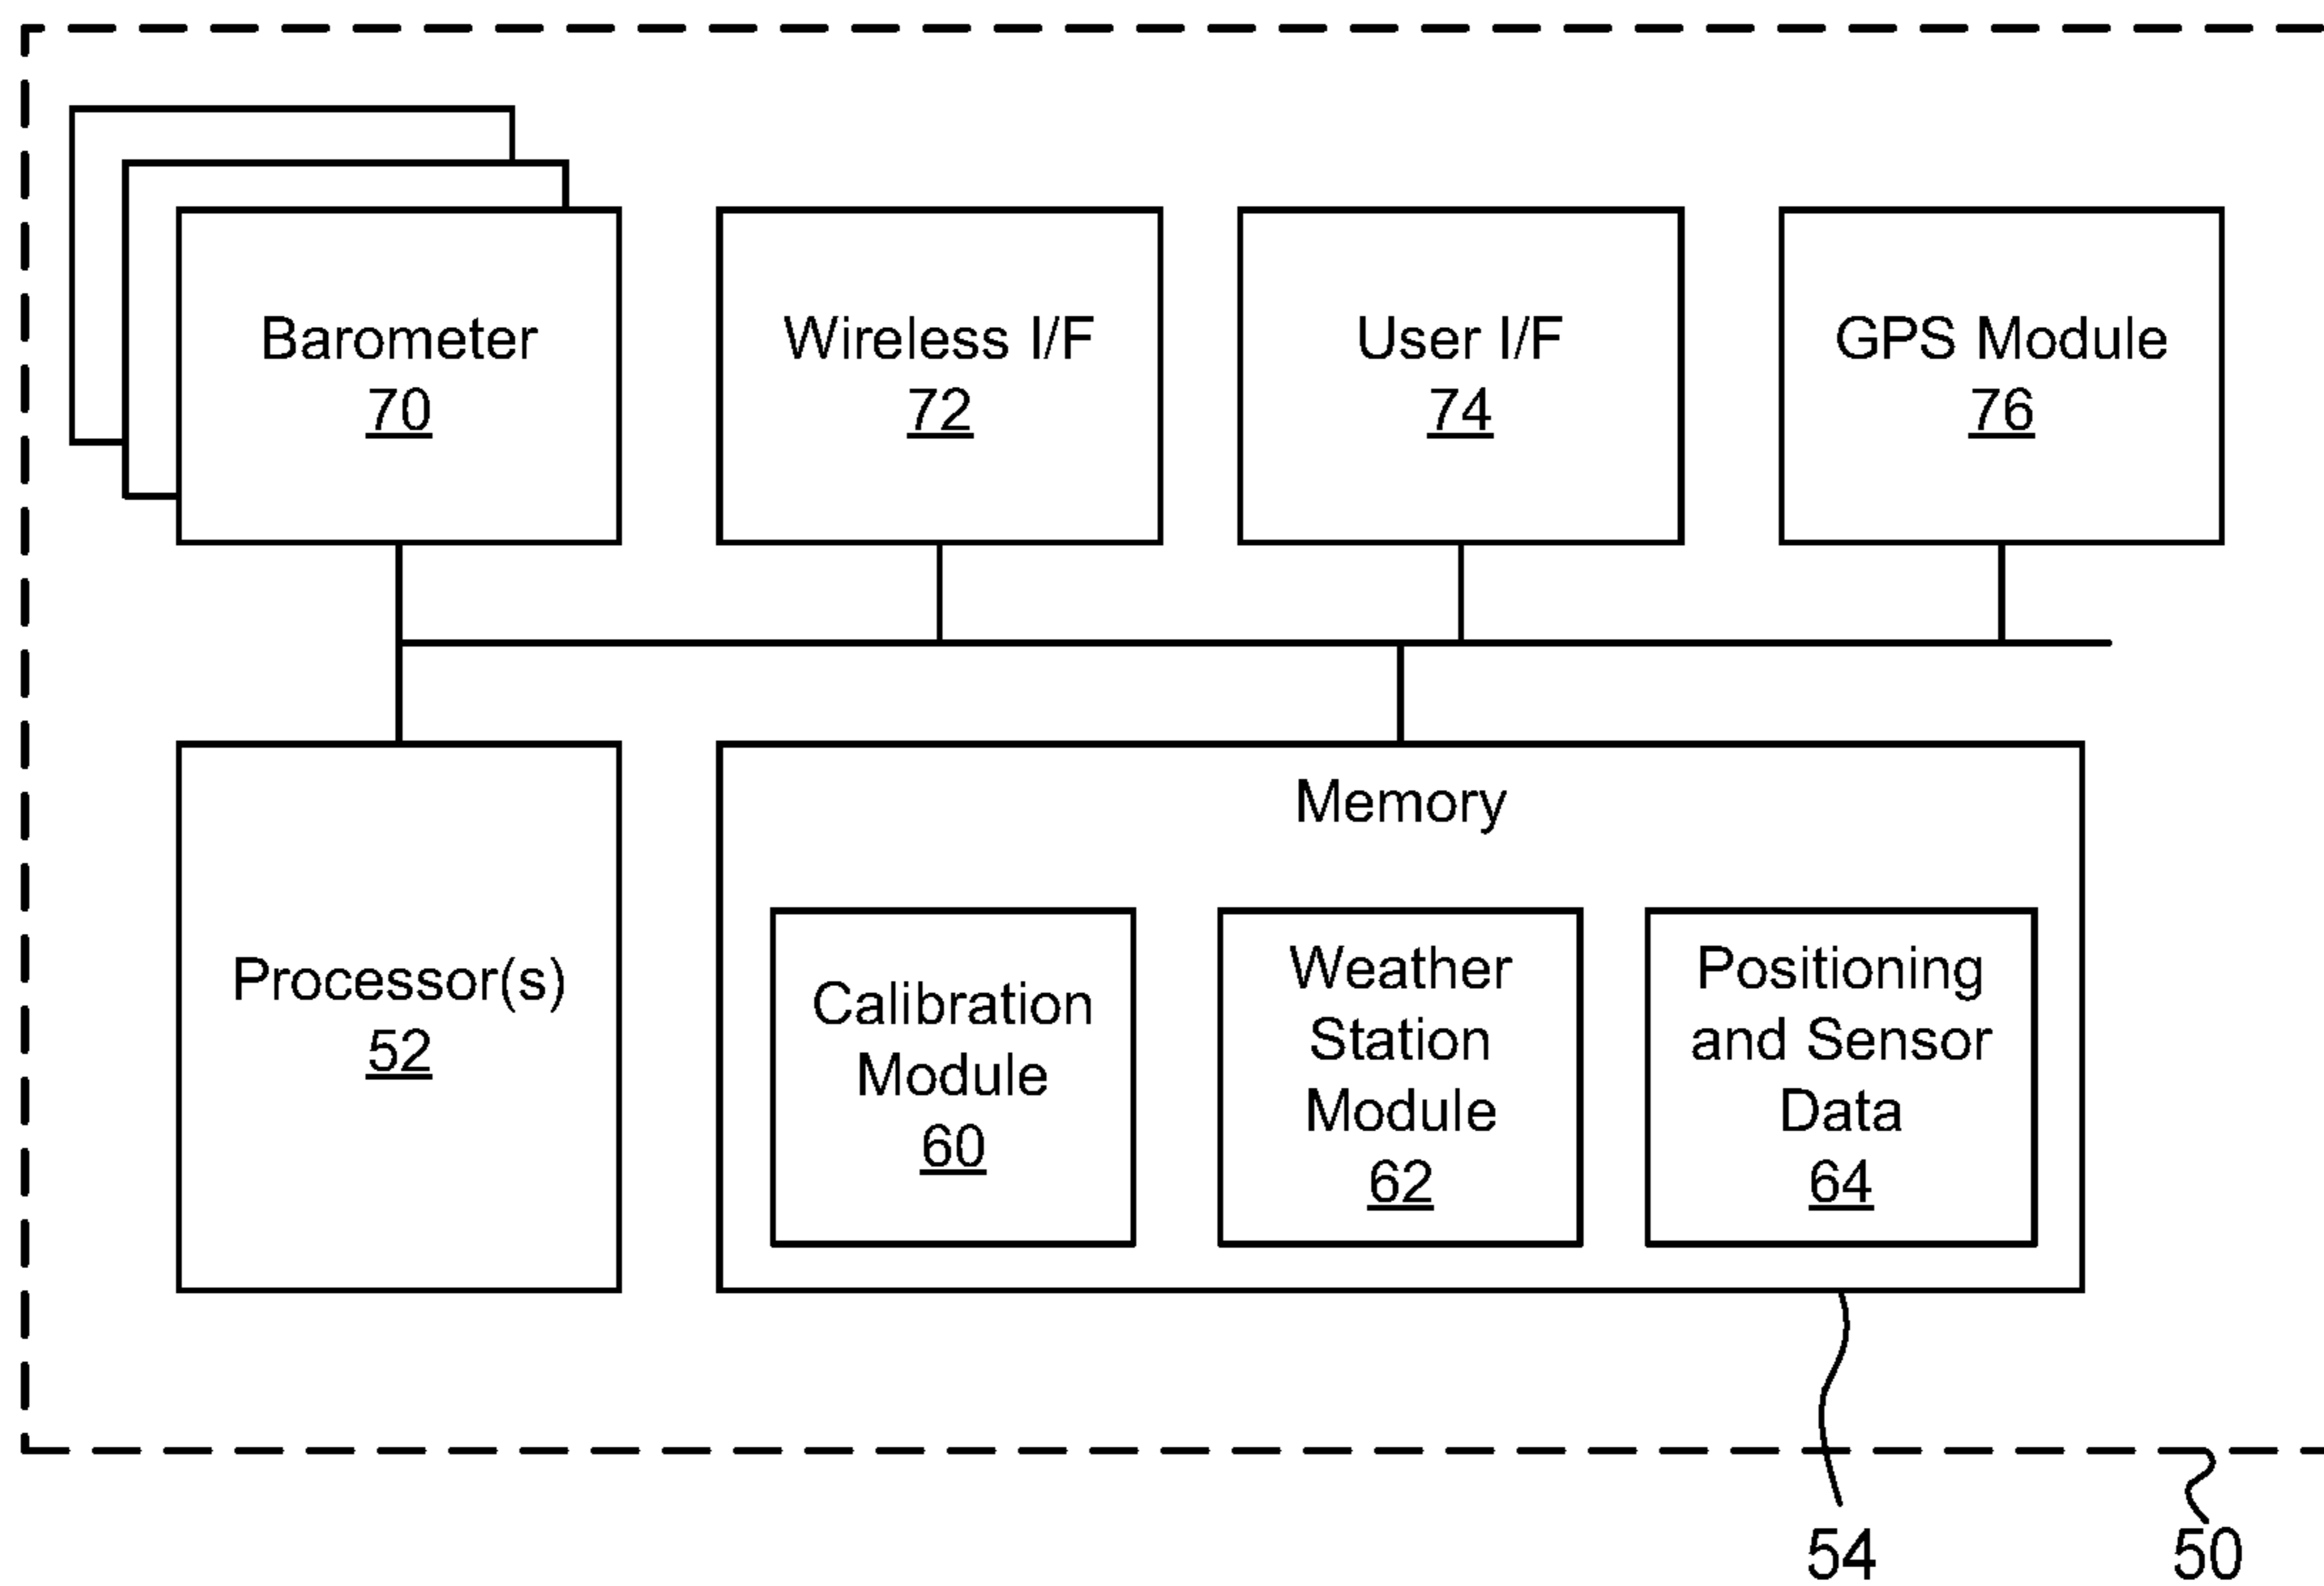 Barometer
70
Wireless I/F
72
User I/F
74
GPS Module
76
Processor(s)
52
Memory
Calibration
Module
60
Weather
Station
Module
62
Positioning
and Sensor
Data
64
54
50